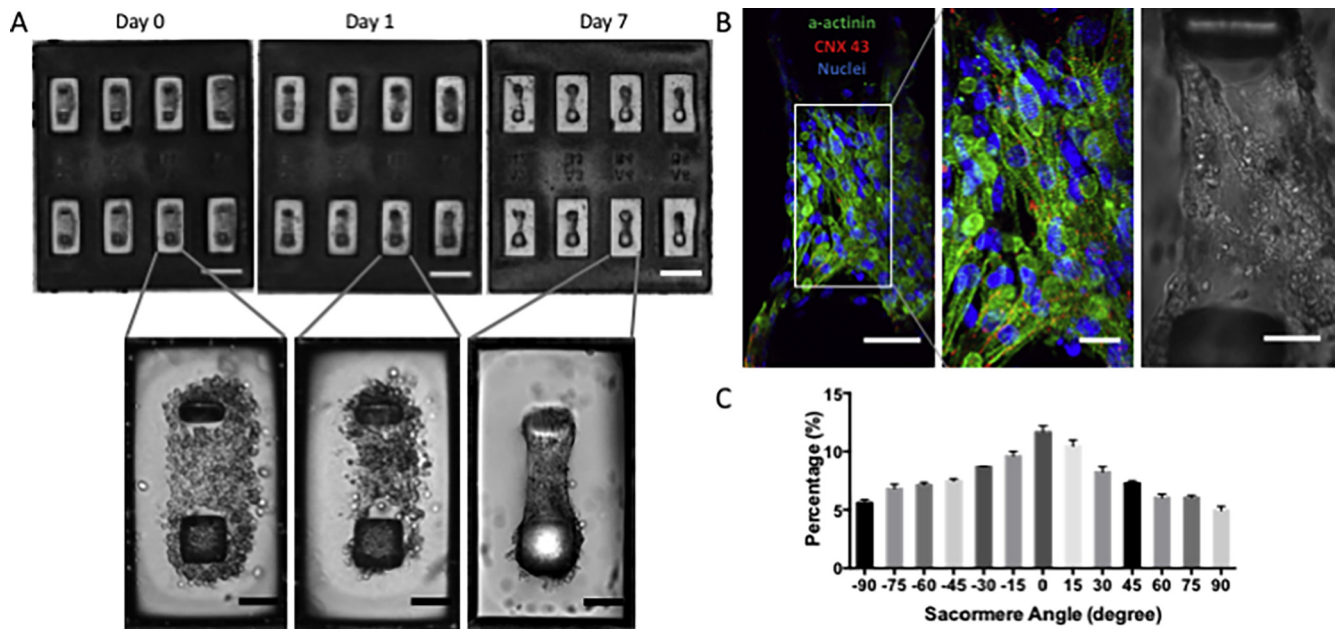 A
Day 0
Day 1
Day 7
B
a-actinin
CNX 43
Nuclei
C
Percentage (%)
15
10
5
0
-90 -75 -60 -45 -30 -15 0 15 30 45 60 75 90
Sacormere Angle (degree)